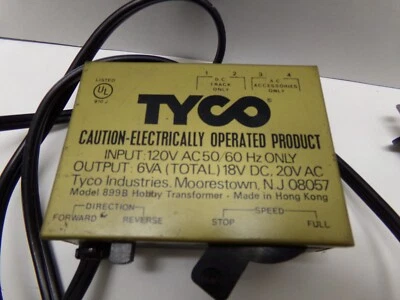 LISTED
UL
1 2 3 4
D.C. TRACK ONLY
A.C. ACCESSORIES ONLY
TYCO®
CAUTION-ELECTRICALLY OPERATED PRODUCT
INPUT: 120V AC 50/60 Hz ONLY
OUTPUT: 6VA (TOTAL) 18V DC, 20V AC
Tyco Industries, Moorestown, N.J. 08057
Model 899B Hobby Transformer - Made in Hong Kong
DIRECTION SPEED
FORWARD REVERSE STOP FULL